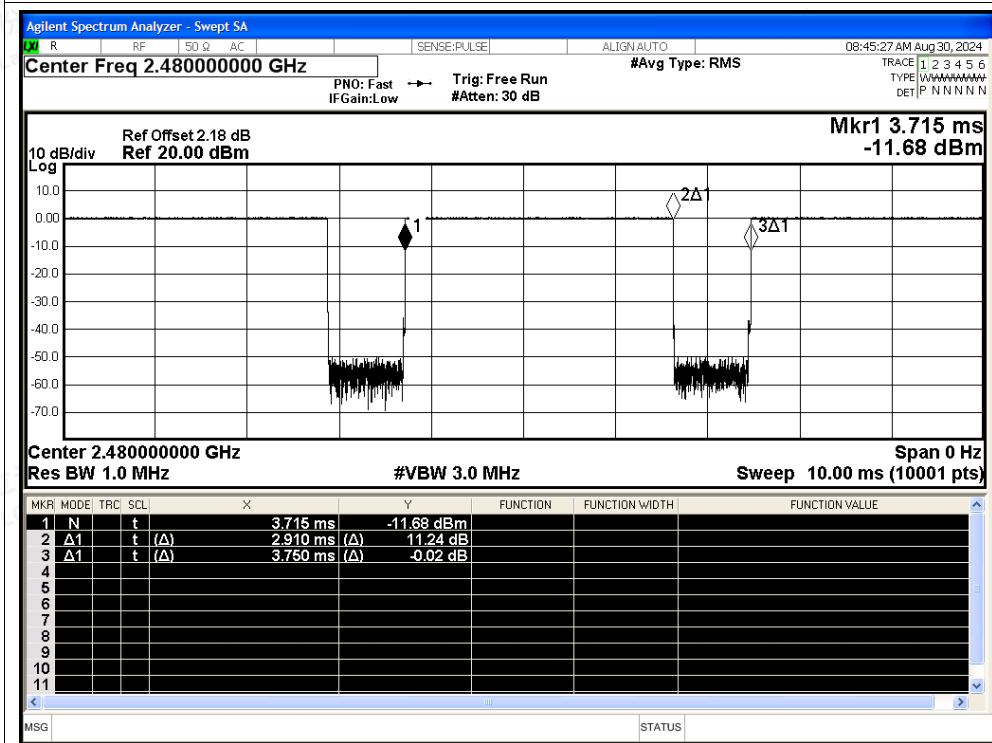 Agilent Spectrum Analyzer - Swept SA
LXI R RF 50 Ω AC SENSE:PULSE ALIGN AUTO 08:45:27 AM Aug 30, 2024
Center Freq 2.480000000 GHz #Avg Type: RMS TRACE 1 2 3 4 5 6
PNO: Fast Trig: Free Run TYPE W
IFGain:Low #Atten: 30 dB DET P N N N N N
Mkr1 3.715 ms
Ref Offset 2.18 dB
10 dB/div Ref 20.00 dBm -11.68 dBm
Log
10.0
0.00
-10.0
-20.0
-30.0
-40.0
-50.0
-60.0
-70.0
1
2Δ1
3Δ1
Center 2.480000000 GHz Span 0 Hz
Res BW 1.0 MHz #VBW 3.0 MHz Sweep 10.00 ms (10001 pts)
MKR MODE TRC SCL X Y FUNCTION FUNCTION WIDTH FUNCTION VALUE
1 N t 3.715 ms -11.68 dBm
2 Δ1 t (Δ) 2.910 ms (Δ) 11.24 dB
3 Δ1 t (Δ) 3.750 ms (Δ) -0.02 dB
4
5
6
7
8
9
10
11
MSG STATUS